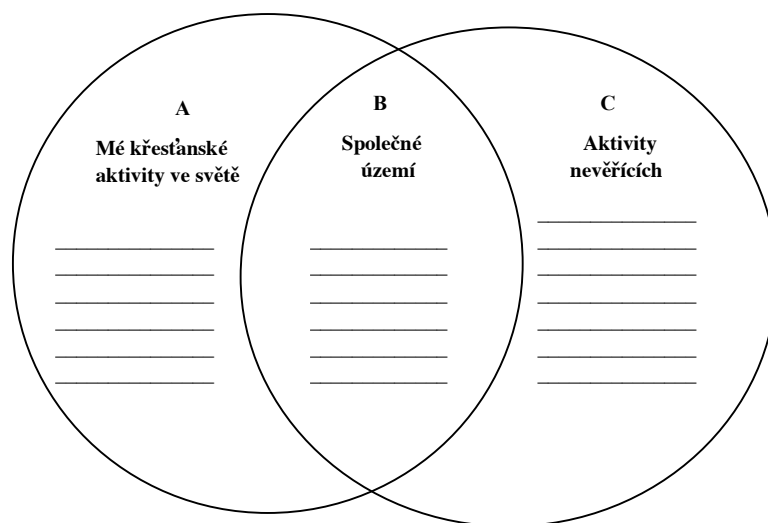 A
Mé křesťanské
aktivity ve světě
B
Společné
území
C
Aktivity
nevěřících